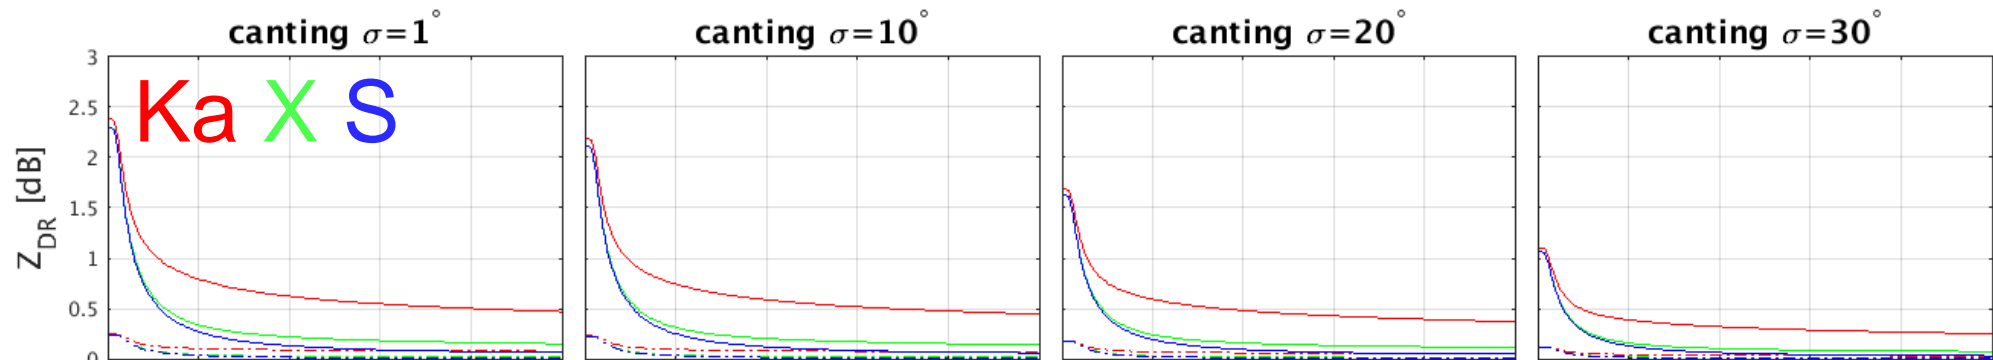 canting σ=1°
canting σ=10°
canting σ=20°
canting σ=30°
Ka X S
Z_DR [dB]
3
2.5
2
1.5
1
0.5
0